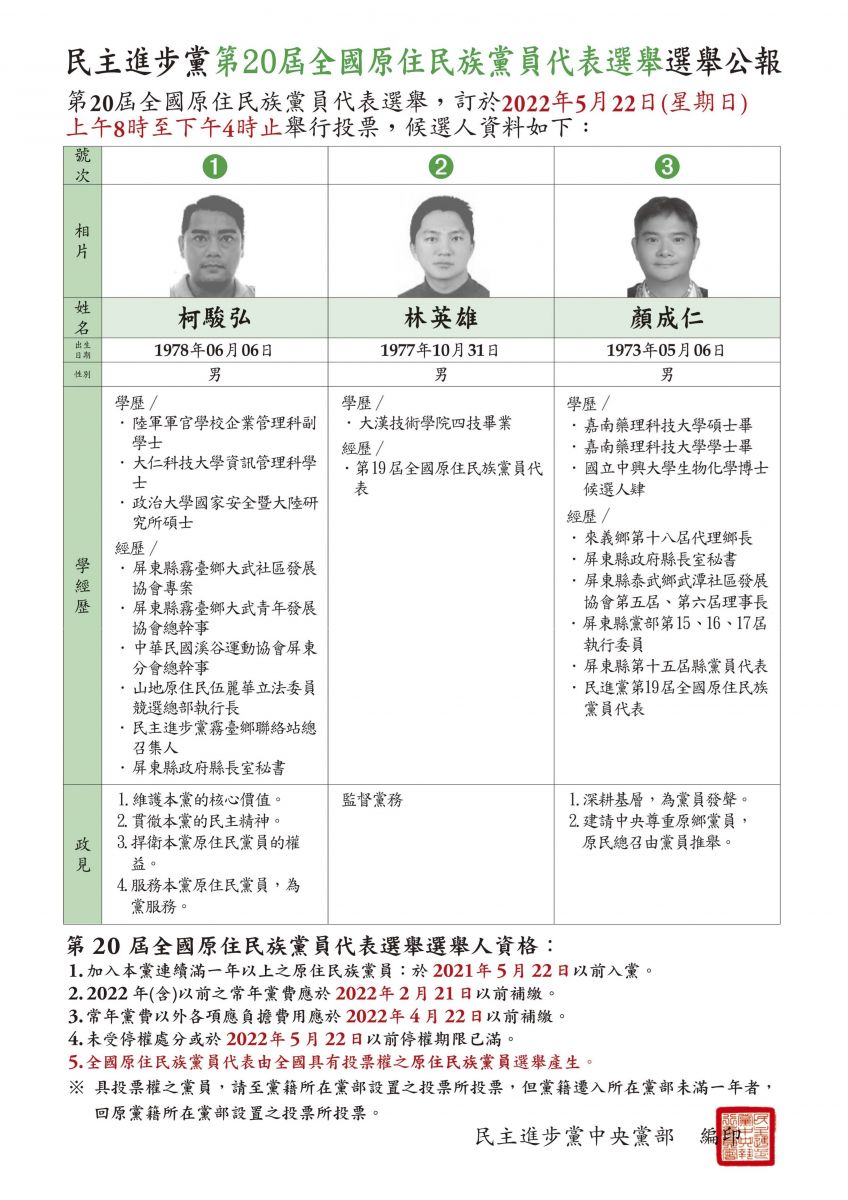 民主進步黨第20屆全國原住民族黨員代表選舉選舉公報
第20屆全國原住民族黨員代表選舉，訂於2022年5月22日(星期日)
上午8時至下午4時止舉行投票，候選人資料如下：
號次
1
2
3
相片
姓名
柯駿弘
林英雄
顏成仁
出生日期
1978年06月06日
1977年10月31日
1973年05月06日
性別
男
男
男
學經歷
學歷/
・陸軍軍官學校企業管理科副
學士
・大仁科技大學資訊管理科學
士
・政治大學國家安全暨大陸研
究所碩士
經歷/
・屏東縣霧臺鄉大武社區發展
協會專案
・屏東縣霧臺鄉大武青年發展
協會總幹事
・中華民國溪谷運動協會屏東
分會總幹事
・山地原住民伍麗華立法委員
競選總部執行長
・民主進步黨霧臺鄉聯絡站總
召集人
・屏東縣政府縣長室秘書
學歷/
・大漢技術學院四技畢業
經歷/
・第19屆全國原住民族黨員代
表
學歷/
・嘉南藥理科技大學碩士畢
・嘉南藥理科技大學學士畢
・國立中興大學生物化學博士
候選人肄
經歷/
・來義鄉第十八屆代理鄉長
・屏東縣政府縣長室秘書
・屏東縣泰武鄉武潭社區發展
協會第五屆、第六屆理事長
・屏東縣黨部第15、16、17屆
執行委員
・屏東縣第十五屆縣黨員代表
・民進黨第19屆全國原住民族
黨員代表
政見
1.維護本黨的核心價值。
2.貫徹本黨的民主精神。
3.捍衛本黨原住民黨員的權
益。
4.服務本黨原住民黨員，為
黨服務。
監督黨務
1.深耕基層，為黨員發聲。
2.建請中央尊重原鄉黨員，
原民總召由黨員推舉。
第 20 屆全國原住民族黨員代表選舉選舉人資格：
1.加入本黨連續滿一年以上之原住民族黨員：於 2021年 5 月 22 日以前入黨。
2.2022 年(含)以前之常年黨費應於 2022年 2 月 21 日以前補繳。
3.常年黨費以外各項應負擔費用應於 2022年 4 月 22 日以前補繳。
4.未受停權處分或於 2022年 5 月 22 日以前停權期限已滿。
5.全國原住民族黨員代表由全國具有投票權之原住民族黨員選舉產生。
※ 具投票權之黨員，請至黨籍所在黨部設置之投票所投票，但黨籍遷入所在黨部未滿一年者，
回原黨籍所在黨部設置之投票所投票。
民主進步黨中央黨部 編印